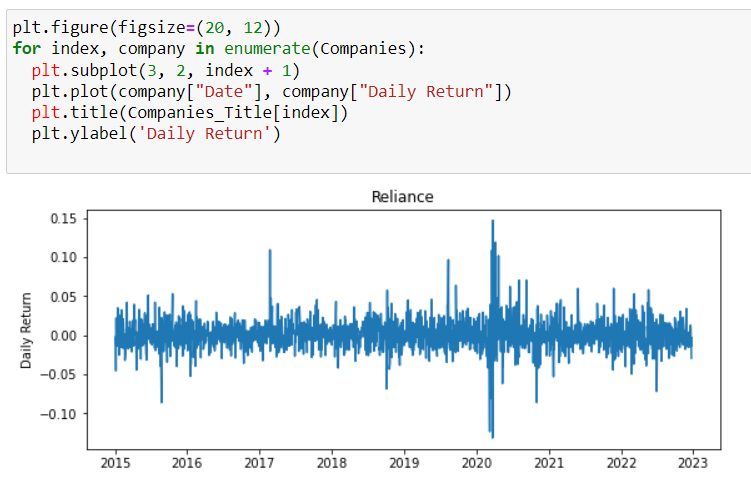 plt.figure(figsize=(20, 12))
for index, company in enumerate(Companies):
  plt.subplot(3, 2, index + 1)
  plt.plot(company["Date"], company["Daily Return"])
  plt.title(Companies_Title[index])
  plt.ylabel('Daily Return')
Reliance
0.15
0.10
0.05
0.00
−0.05
−0.10
Daily Return
2015 2016 2017 2018 2019 2020 2021 2022 2023